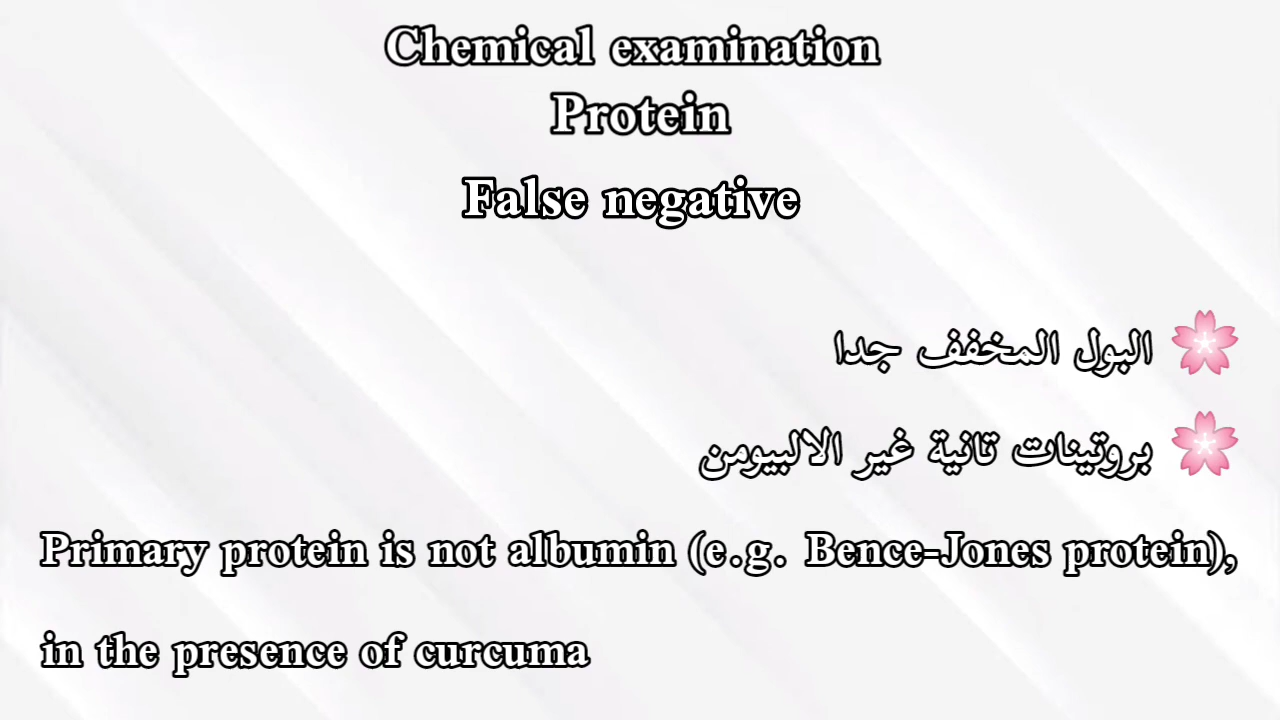 Chemical examination
Protein
False negative
🌸 البول المخفف جدا
🌸 بروتينات تانية غير الالبيومن
Primary protein is not albumin (e.g. Bence-Jones protein),
in the presence of curcuma